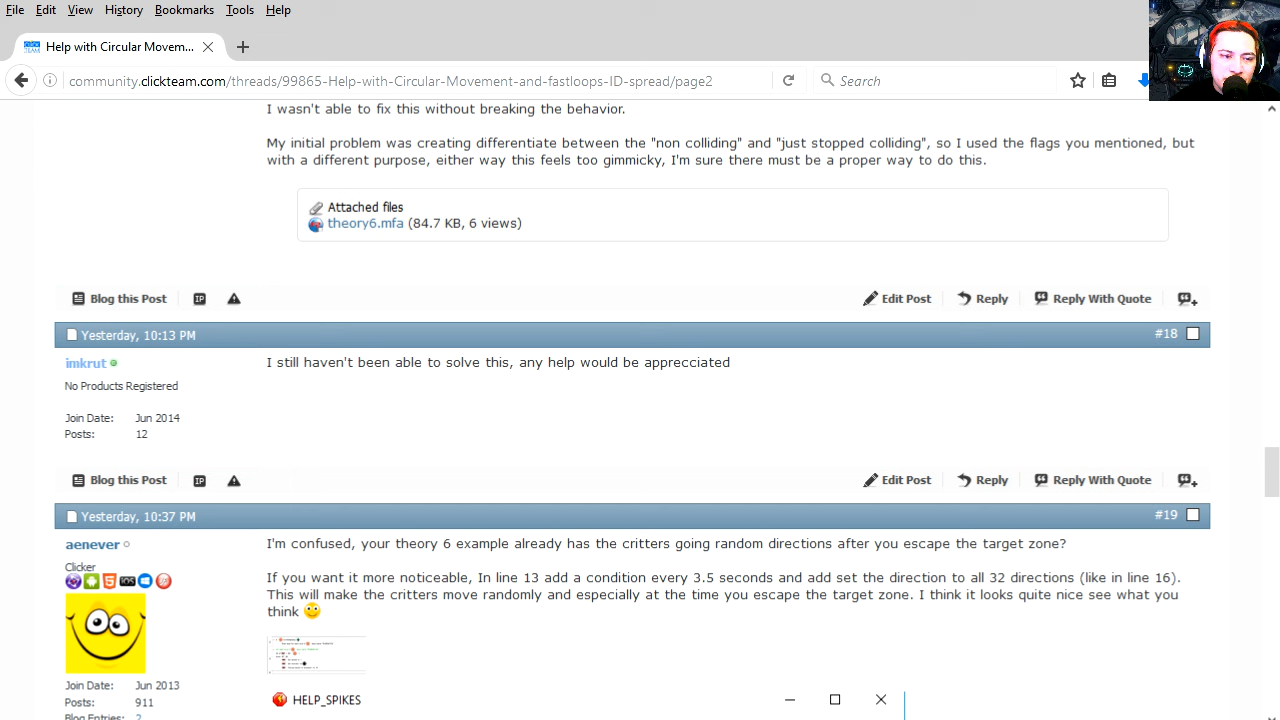 File Edit View History Bookmarks Tools Help
Help with Circular Movem...
community.clickteam.com/threads/99865-Help-with-Circular-Movement-and-fastloops-ID-spread/page2
Search
I wasn't able to fix this without breaking the behavior.
My initial problem was creating differentiate between the "non colliding" and "just stopped colliding", so I used the flags you mentioned, but
with a different purpose, either way this feels too gimmicky, I'm sure there must be a proper way to do this.
Attached files
theory6.mfa (84.7 KB, 6 views)
Blog this Post IP Edit Post Reply Reply With Quote
Yesterday, 10:13 PM #18
imkrut I still haven't been able to solve this, any help would be apprecciated
No Products Registered
Join Date: Jun 2014
Posts: 12
Blog this Post IP Edit Post Reply Reply With Quote
Yesterday, 10:37 PM #19
aenever I'm confused, your theory 6 example already has the critters going random directions after you escape the target zone?
Clicker
If you want it more noticeable, In line 13 add a condition every 3.5 seconds and add set the direction to all 32 directions (like in line 16).
This will make the critters move randomly and especially at the time you escape the target zone. I think it looks quite nice see what you
think
Join Date: Jun 2013
Posts: 911
Blog Entries: 2
HELP_SPIKES